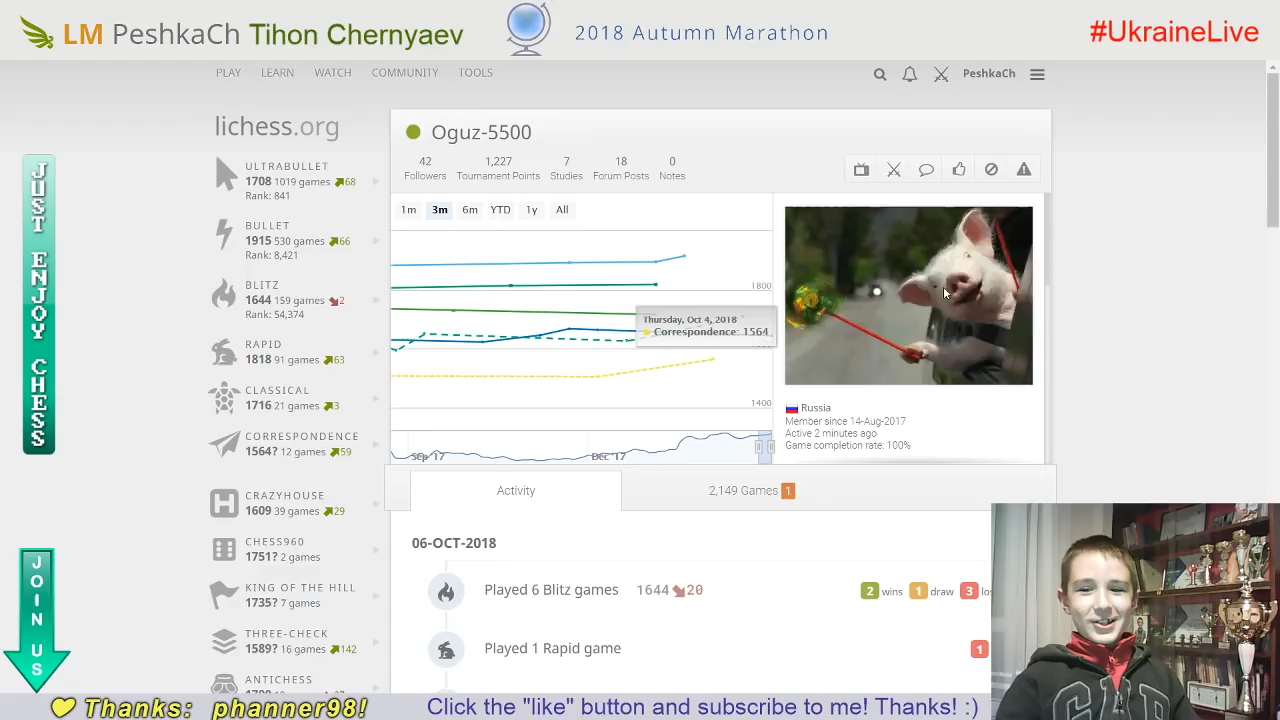 LM PeshkaCh Tihon Chernyaev
2018 Autumn Marathon
#UkraineLive
PLAY LEARN WATCH COMMUNITY TOOLS
PeshkaCh
lichess.org
JUST ENJOY CHESS
JOIN US
ULTRABULLET
1708 1019 games 68
Rank: 841
BULLET
1915 530 games 66
Rank: 8,421
BLITZ
1644 159 games 2
Rank: 54,374
RAPID
1818 91 games 63
CLASSICAL
1716 21 games 3
CORRESPONDENCE
1564? 12 games 59
CRAZYHOUSE
1609 39 games 29
CHESS960
1751? 2 games
KING OF THE HILL
1735? 7 games
THREE-CHECK
1589? 16 games 142
ANTICHESS
Oguz-5500
42 1,227 7 18 0
Followers Tournament Points Studies Forum Posts Notes
1m 3m 6m YTD 1y All
1800
Thursday, Oct 4, 2018
Correspondence: 1564
1400
Sep '17 Dec '17
Russia
Member since 14-Aug-2017
Active 2 minutes ago
Game completion rate: 100%
Activity
2,149 Games 1
06-OCT-2018
Played 6 Blitz games 1644 20 2 wins 1 draw 3 los
Played 1 Rapid game 1
GAP
Thanks: phanner98!
Click the "like" button and subscribe to me! Thanks! :)